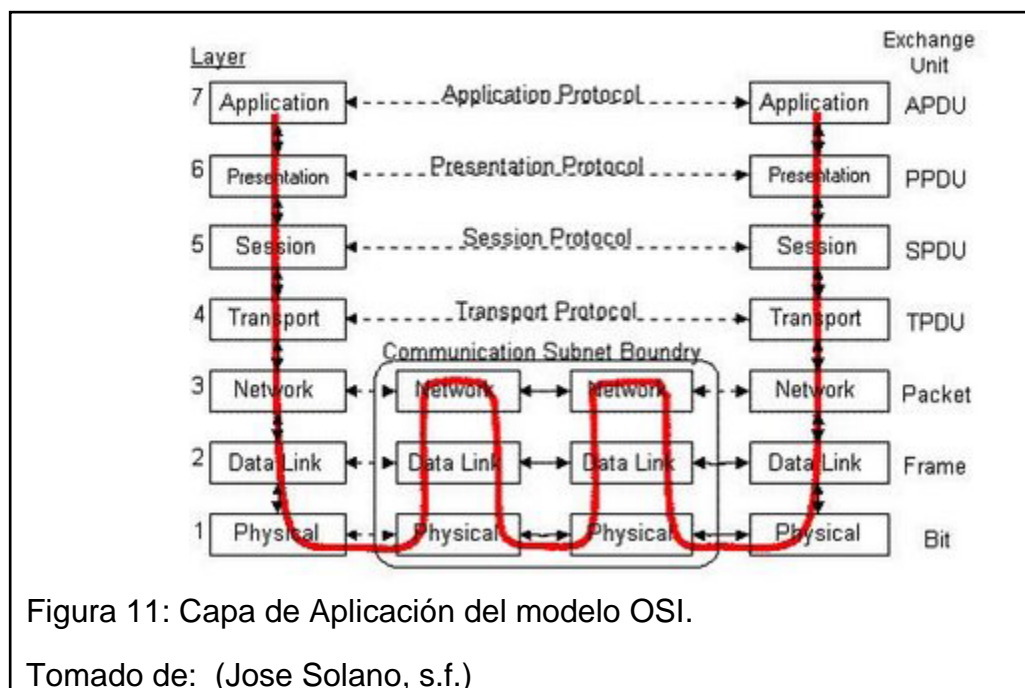 Layer
Exchange
Unit
7 Application Application Protocol Application APDU
6 Presentation Presentation Protocol Presentation PPDU
5 Session Session Protocol Session SPDU
4 Transport Transport Protocol Transport TPDU
Communication Subnet Boundry
3 Network Network Network Network Packet
2 Data Link Data Link Data Link Data Link Frame
1 Physical Physical Physical Physical Bit
Figura 11: Capa de Aplicación del modelo OSI.
Tomado de: (Jose Solano, s.f.)